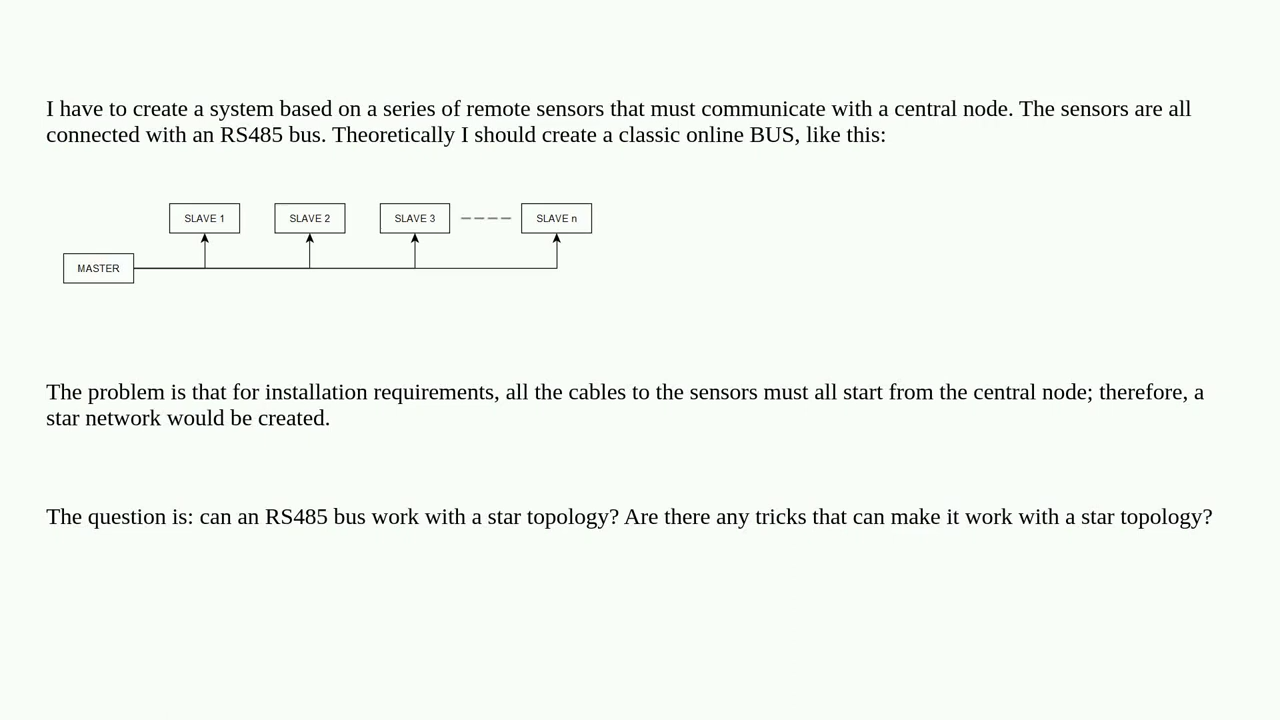 I have to create a system based on a series of remote sensors that must communicate with a central node. The sensors are all
connected with an RS485 bus. Theoretically I should create a classic online BUS, like this:
SLAVE 1 SLAVE 2 SLAVE 3 SLAVE n
MASTER
The problem is that for installation requirements, all the cables to the sensors must all start from the central node; therefore, a
star network would be created.
The question is: can an RS485 bus work with a star topology? Are there any tricks that can make it work with a star topology?